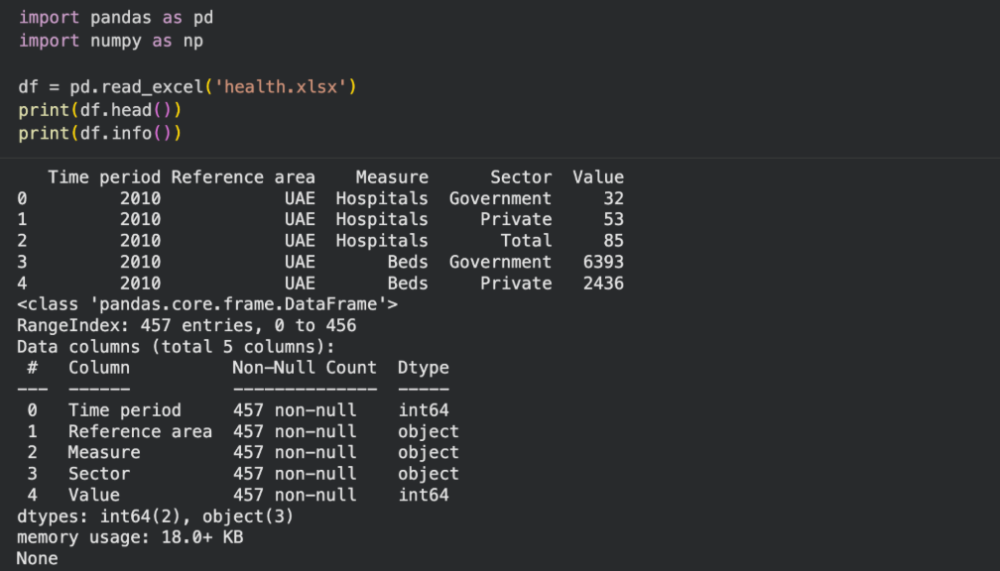 import pandas as pd
import numpy as np
df = pd.read_excel('health.xlsx')
print(df.head())
print(df.info())
   Time period Reference area    Measure      Sector  Value
0         2010            UAE  Hospitals  Government     32
1         2010            UAE  Hospitals     Private     53
2         2010            UAE  Hospitals       Total     85
3         2010            UAE       Beds  Government   6393
4         2010            UAE       Beds     Private   2436
<class 'pandas.core.frame.DataFrame'>
RangeIndex: 457 entries, 0 to 456
Data columns (total 5 columns):
 #   Column          Non-Null Count  Dtype
---  ------          --------------  -----
 0   Time period     457 non-null    int64
 1   Reference area  457 non-null    object
 2   Measure         457 non-null    object
 3   Sector          457 non-null    object
 4   Value           457 non-null    int64
dtypes: int64(2), object(3)
memory usage: 18.0+ KB
None